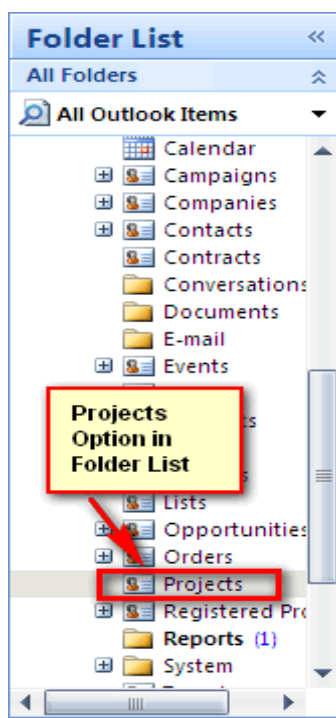 Folder List
All Folders
All Outlook Items
Calendar
Campaigns
Companies
Contacts
Contracts
Conversations
Documents
E-mail
Events
Projects
Option in
Folder List
Lists
Opportunities
Orders
Projects
Registered Pro
Reports (1)
System